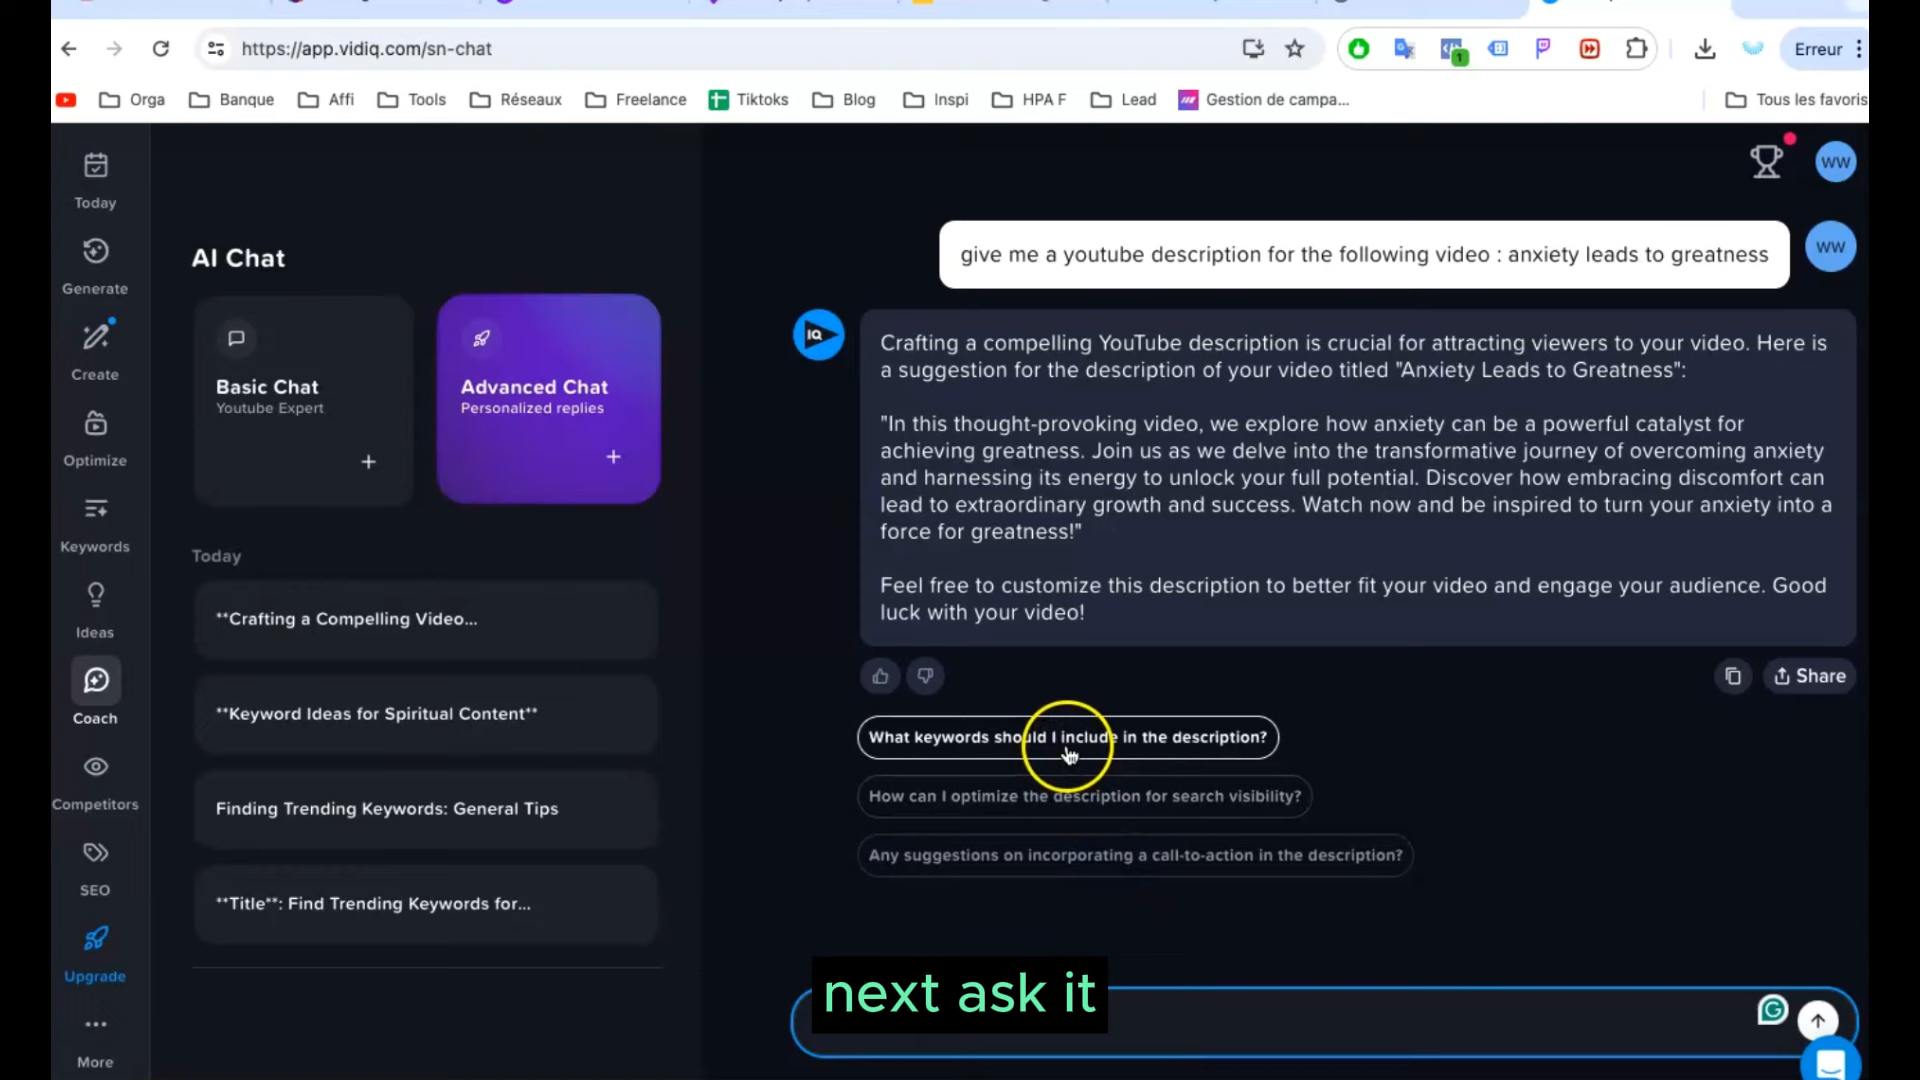 https://app.vidiq.com/sn-chat
1
Erreur
Orga
Banque
Affi
Tools
Réseaux
Freelance
Tiktoks
Blog
Inspi
HPA F
Lead
Gestion de campa...
Tous les favoris
Today
Generate
Create
Optimize
Keywords
Ideas
Coach
Competitors
SEO
Upgrade
More
AI Chat
Basic Chat
Youtube Expert
Advanced Chat
Personalized replies
Today
**Crafting a Compelling Video...
**Keyword Ideas for Spiritual Content**
Finding Trending Keywords: General Tips
**Title**: Find Trending Keywords for...
WW
give me a youtube description for the following video : anxiety leads to greatness
WW
IQ
Crafting a compelling YouTube description is crucial for attracting viewers to your video. Here is
a suggestion for the description of your video titled "Anxiety Leads to Greatness":
"In this thought-provoking video, we explore how anxiety can be a powerful catalyst for
achieving greatness. Join us as we delve into the transformative journey of overcoming anxiety
and harnessing its energy to unlock your full potential. Discover how embracing discomfort can
lead to extraordinary growth and success. Watch now and be inspired to turn your anxiety into a
force for greatness!"
Feel free to customize this description to better fit your video and engage your audience. Good
luck with your video!
Share
What keywords should I include in the description?
How can I optimize the description for search visibility?
Any suggestions on incorporating a call-to-action in the description?
next ask it